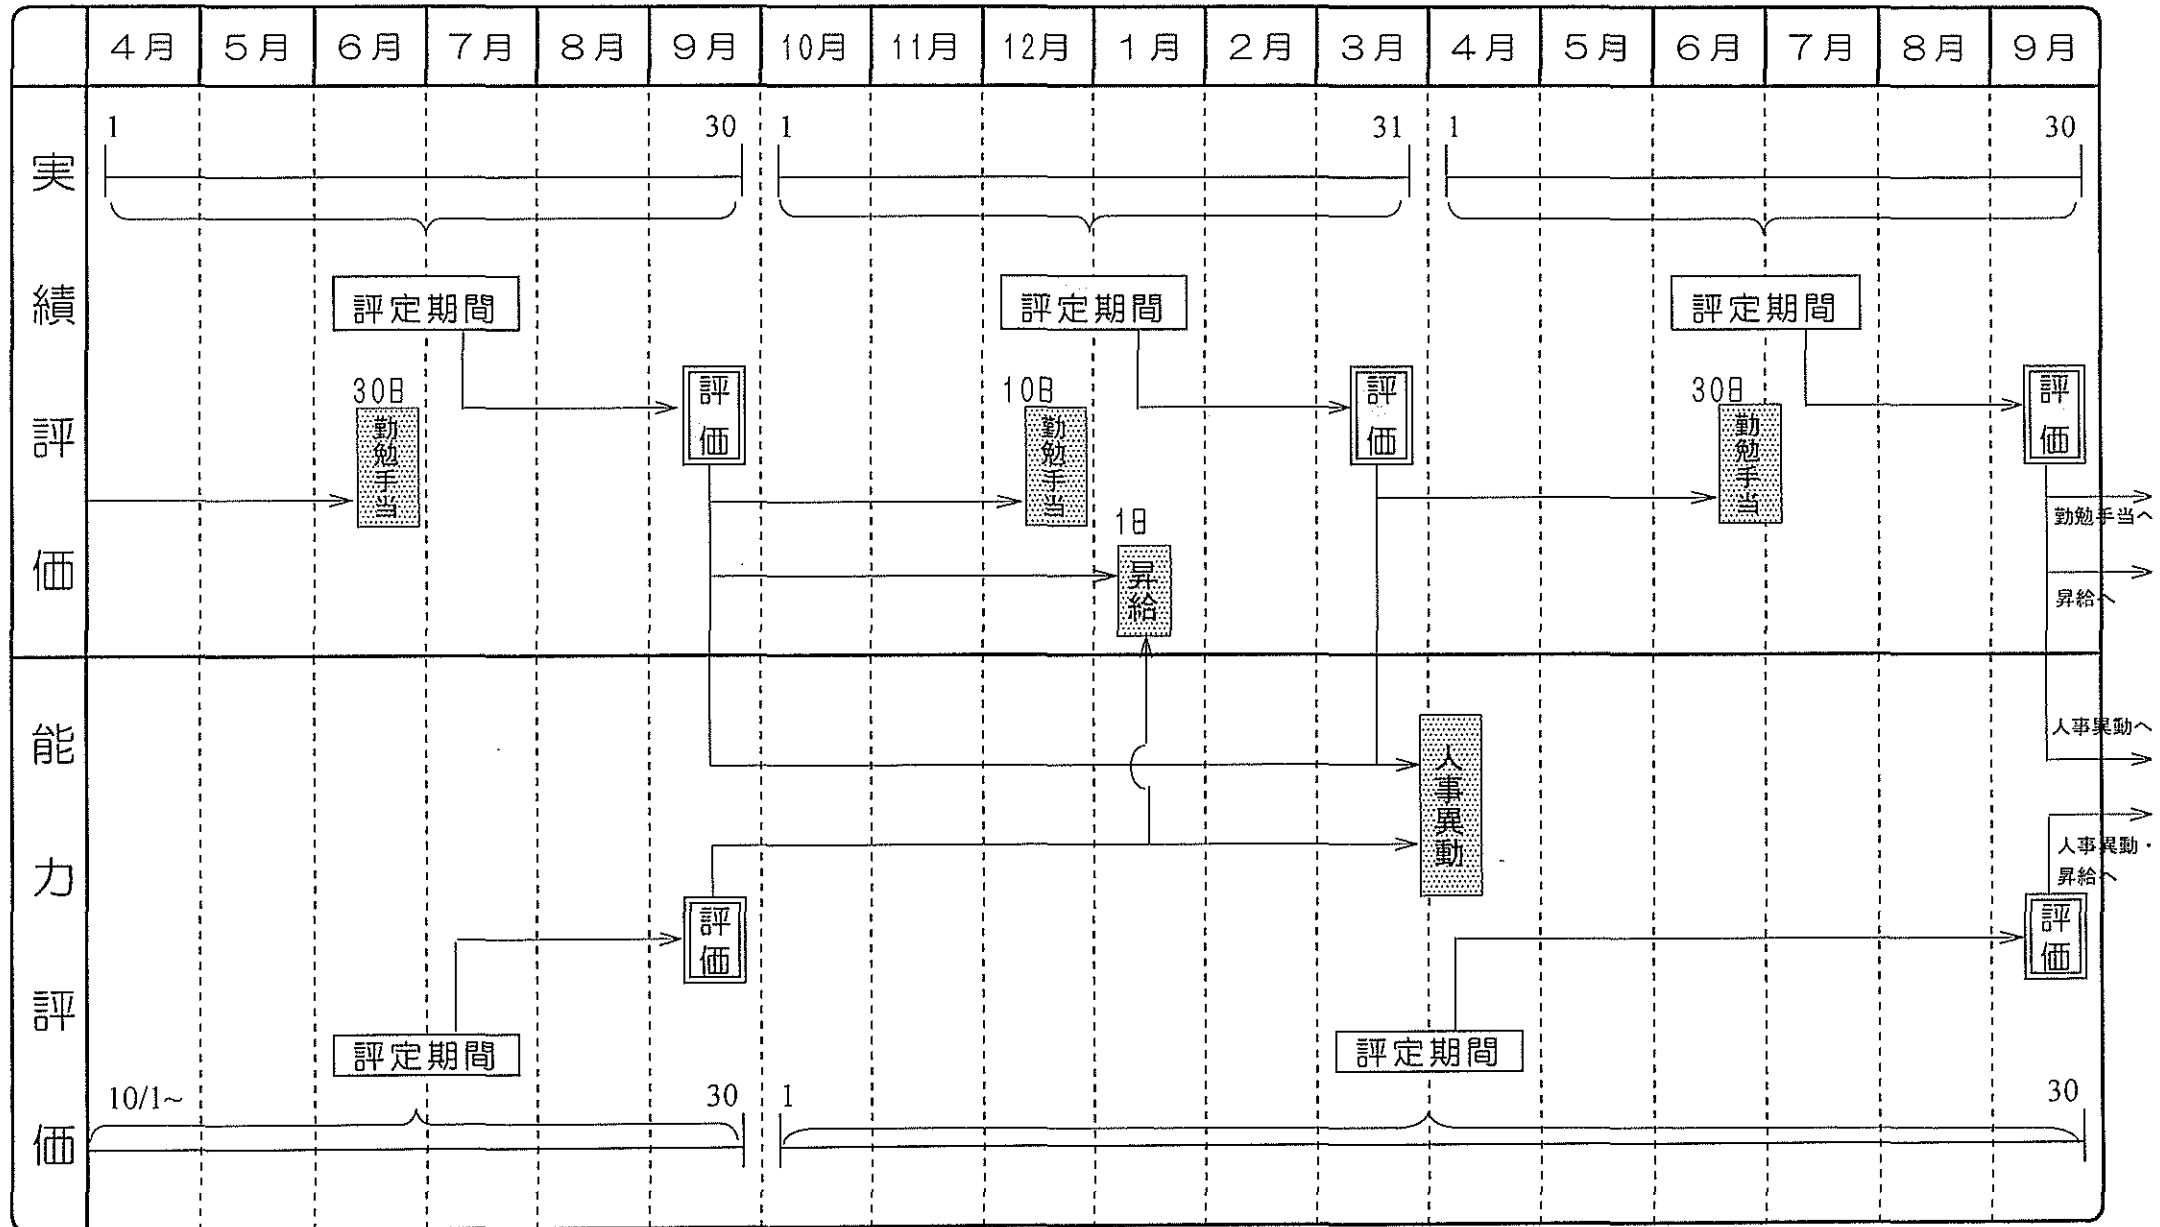 4月 5月 6月 7月 8月 9月 10月 11月 12月 1月 2月 3月 4月 5月 6月 7月 8月 9月
実績評価
1 30 1 31 1 30
評定期間 評定期間 評定期間
評価 評価 評価
30日 10日 30日
勤勉手当 勤勉手当 勤勉手当
勤勉手当へ
1日
昇給
昇給へ
能力評価
人事異動へ
人事異動
人事異動・
昇給へ
評価 評価
評定期間 評定期間
10/1~ 30 1 30